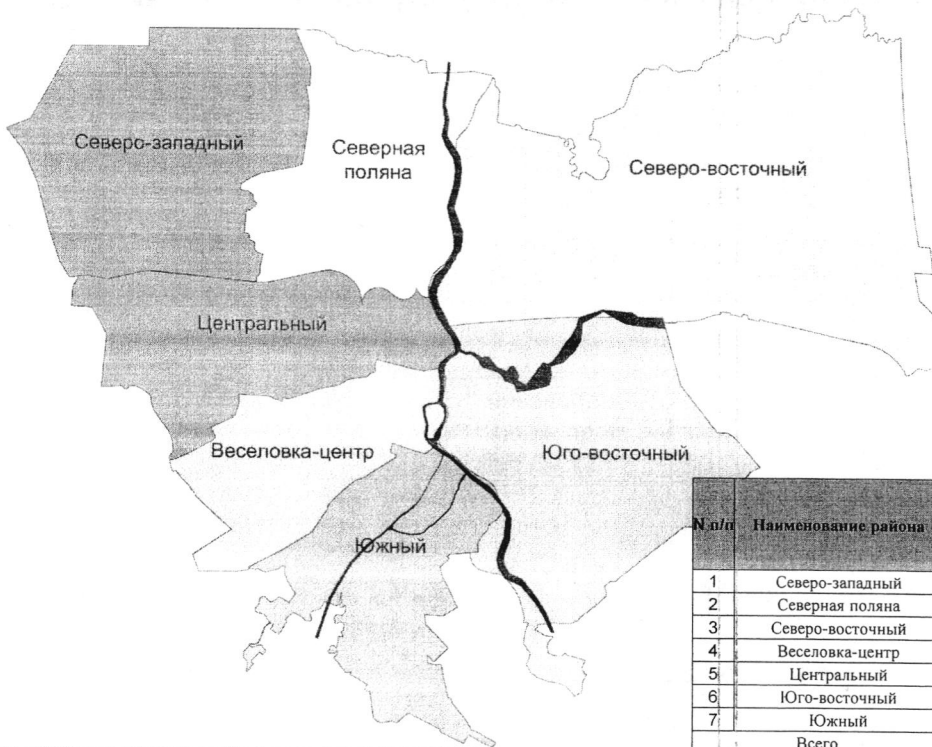 Северо-западный
Северная
поляна
Северо-восточный
Центральный
Веселовка-центр
Юго-восточный
Южный
N п/п Наименование района
1 Северо-западный
2 Северная поляна
3 Северо-восточный
4 Веселовка-центр
5 Центральный
6 Юго-восточный
7 Южный
Всего